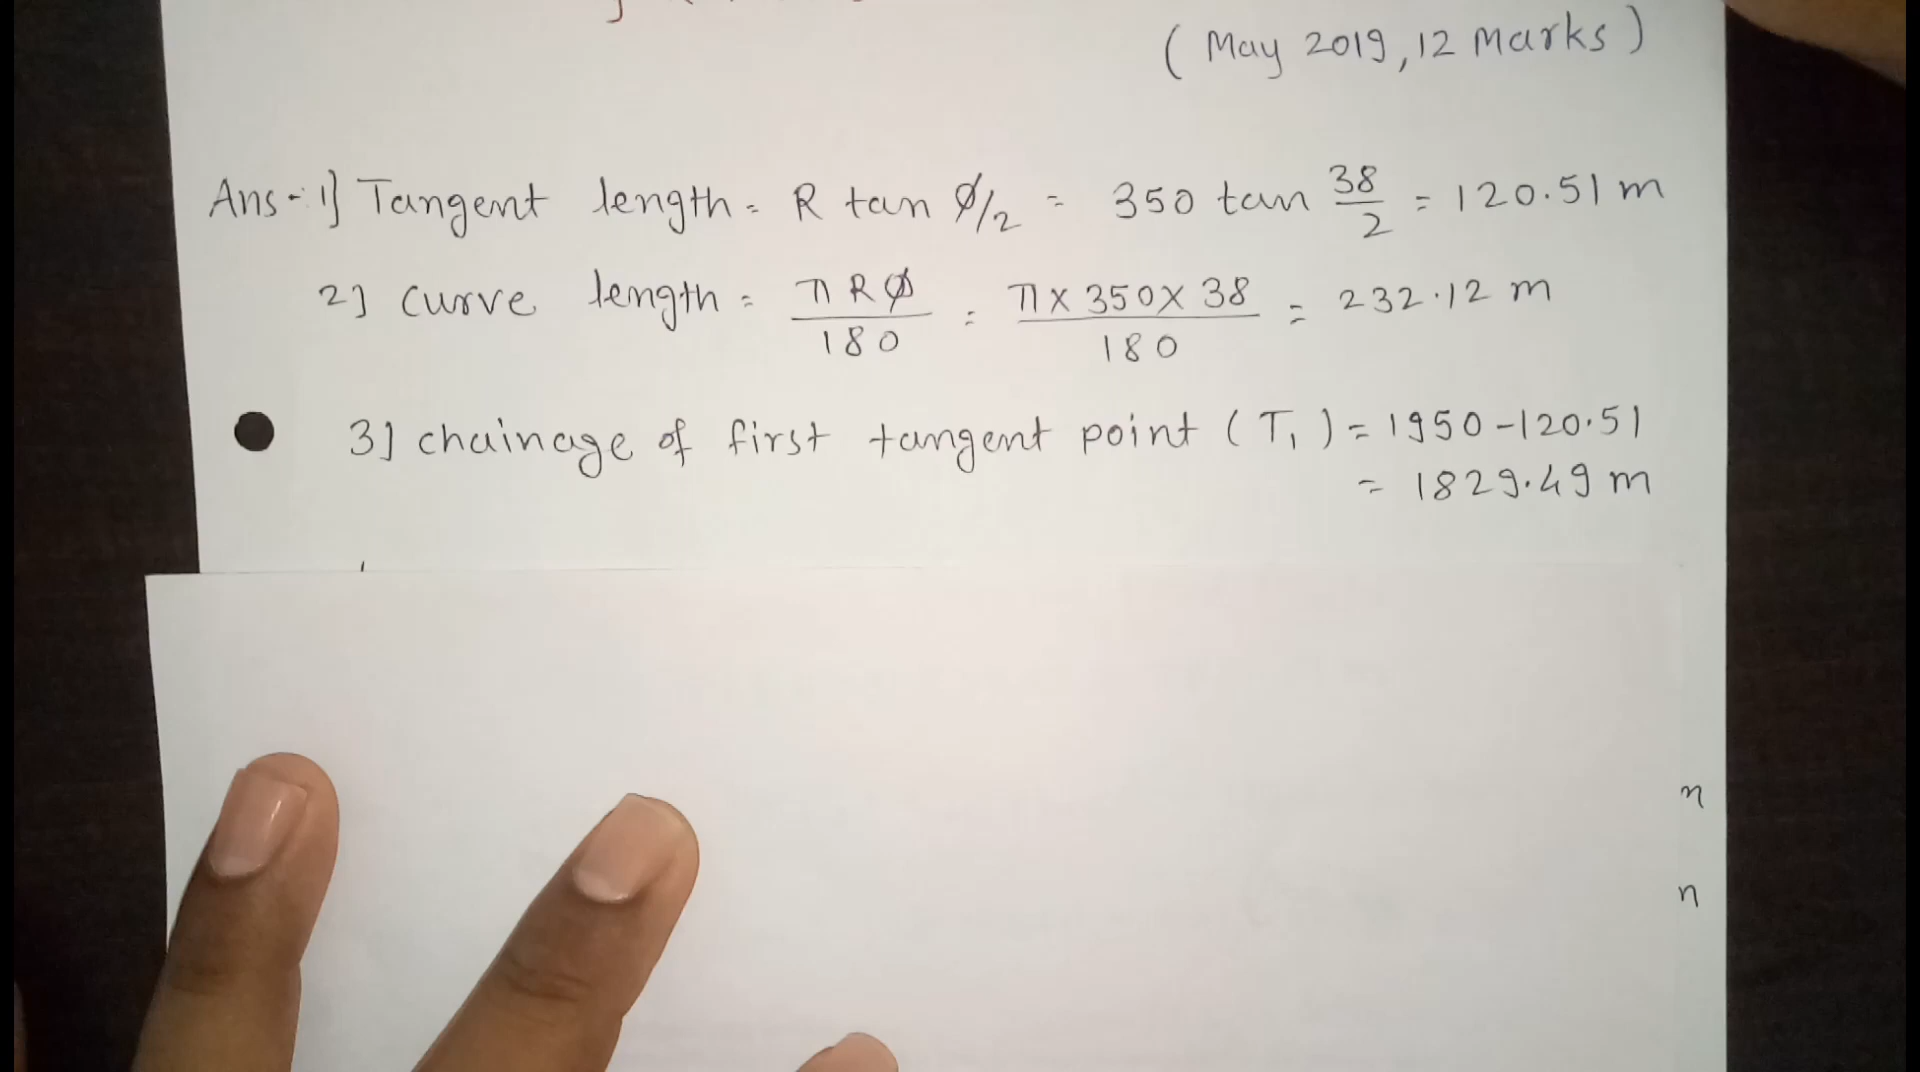 ( May 2019, 12 Marks )
Ans - 1] Tangent length = R tan ø/2 = 350 tan 38/2 = 120.51 m
2] Curve length = πRø/180 = π x 350 x 38/180 = 232.12 m
3] chainage of first tangent point ( T₁ ) = 1950 - 120.51
= 1829.49 m
n
n